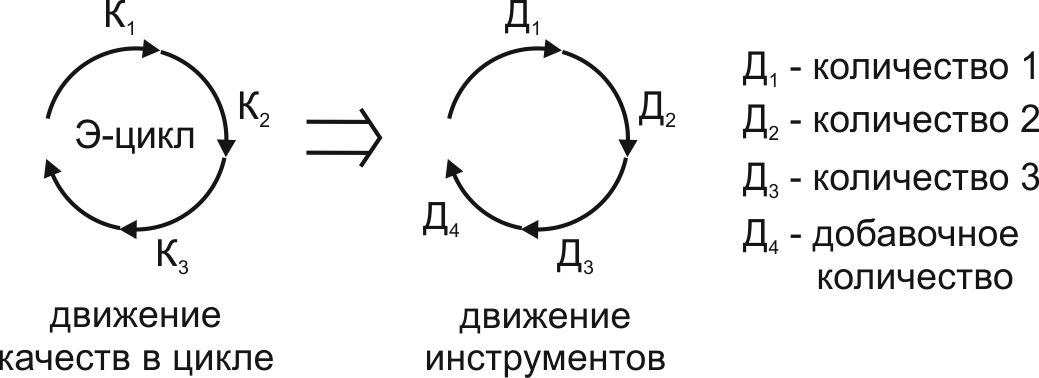 К₁
К₂
Э-цикл
К₃
движение
качеств в цикле
Д₁
Д₂
Д₄
Д₃
движение
инструментов
Д₁ - количество 1
Д₂ - количество 2
Д₃ - количество 3
Д₄ - добавочное
количество